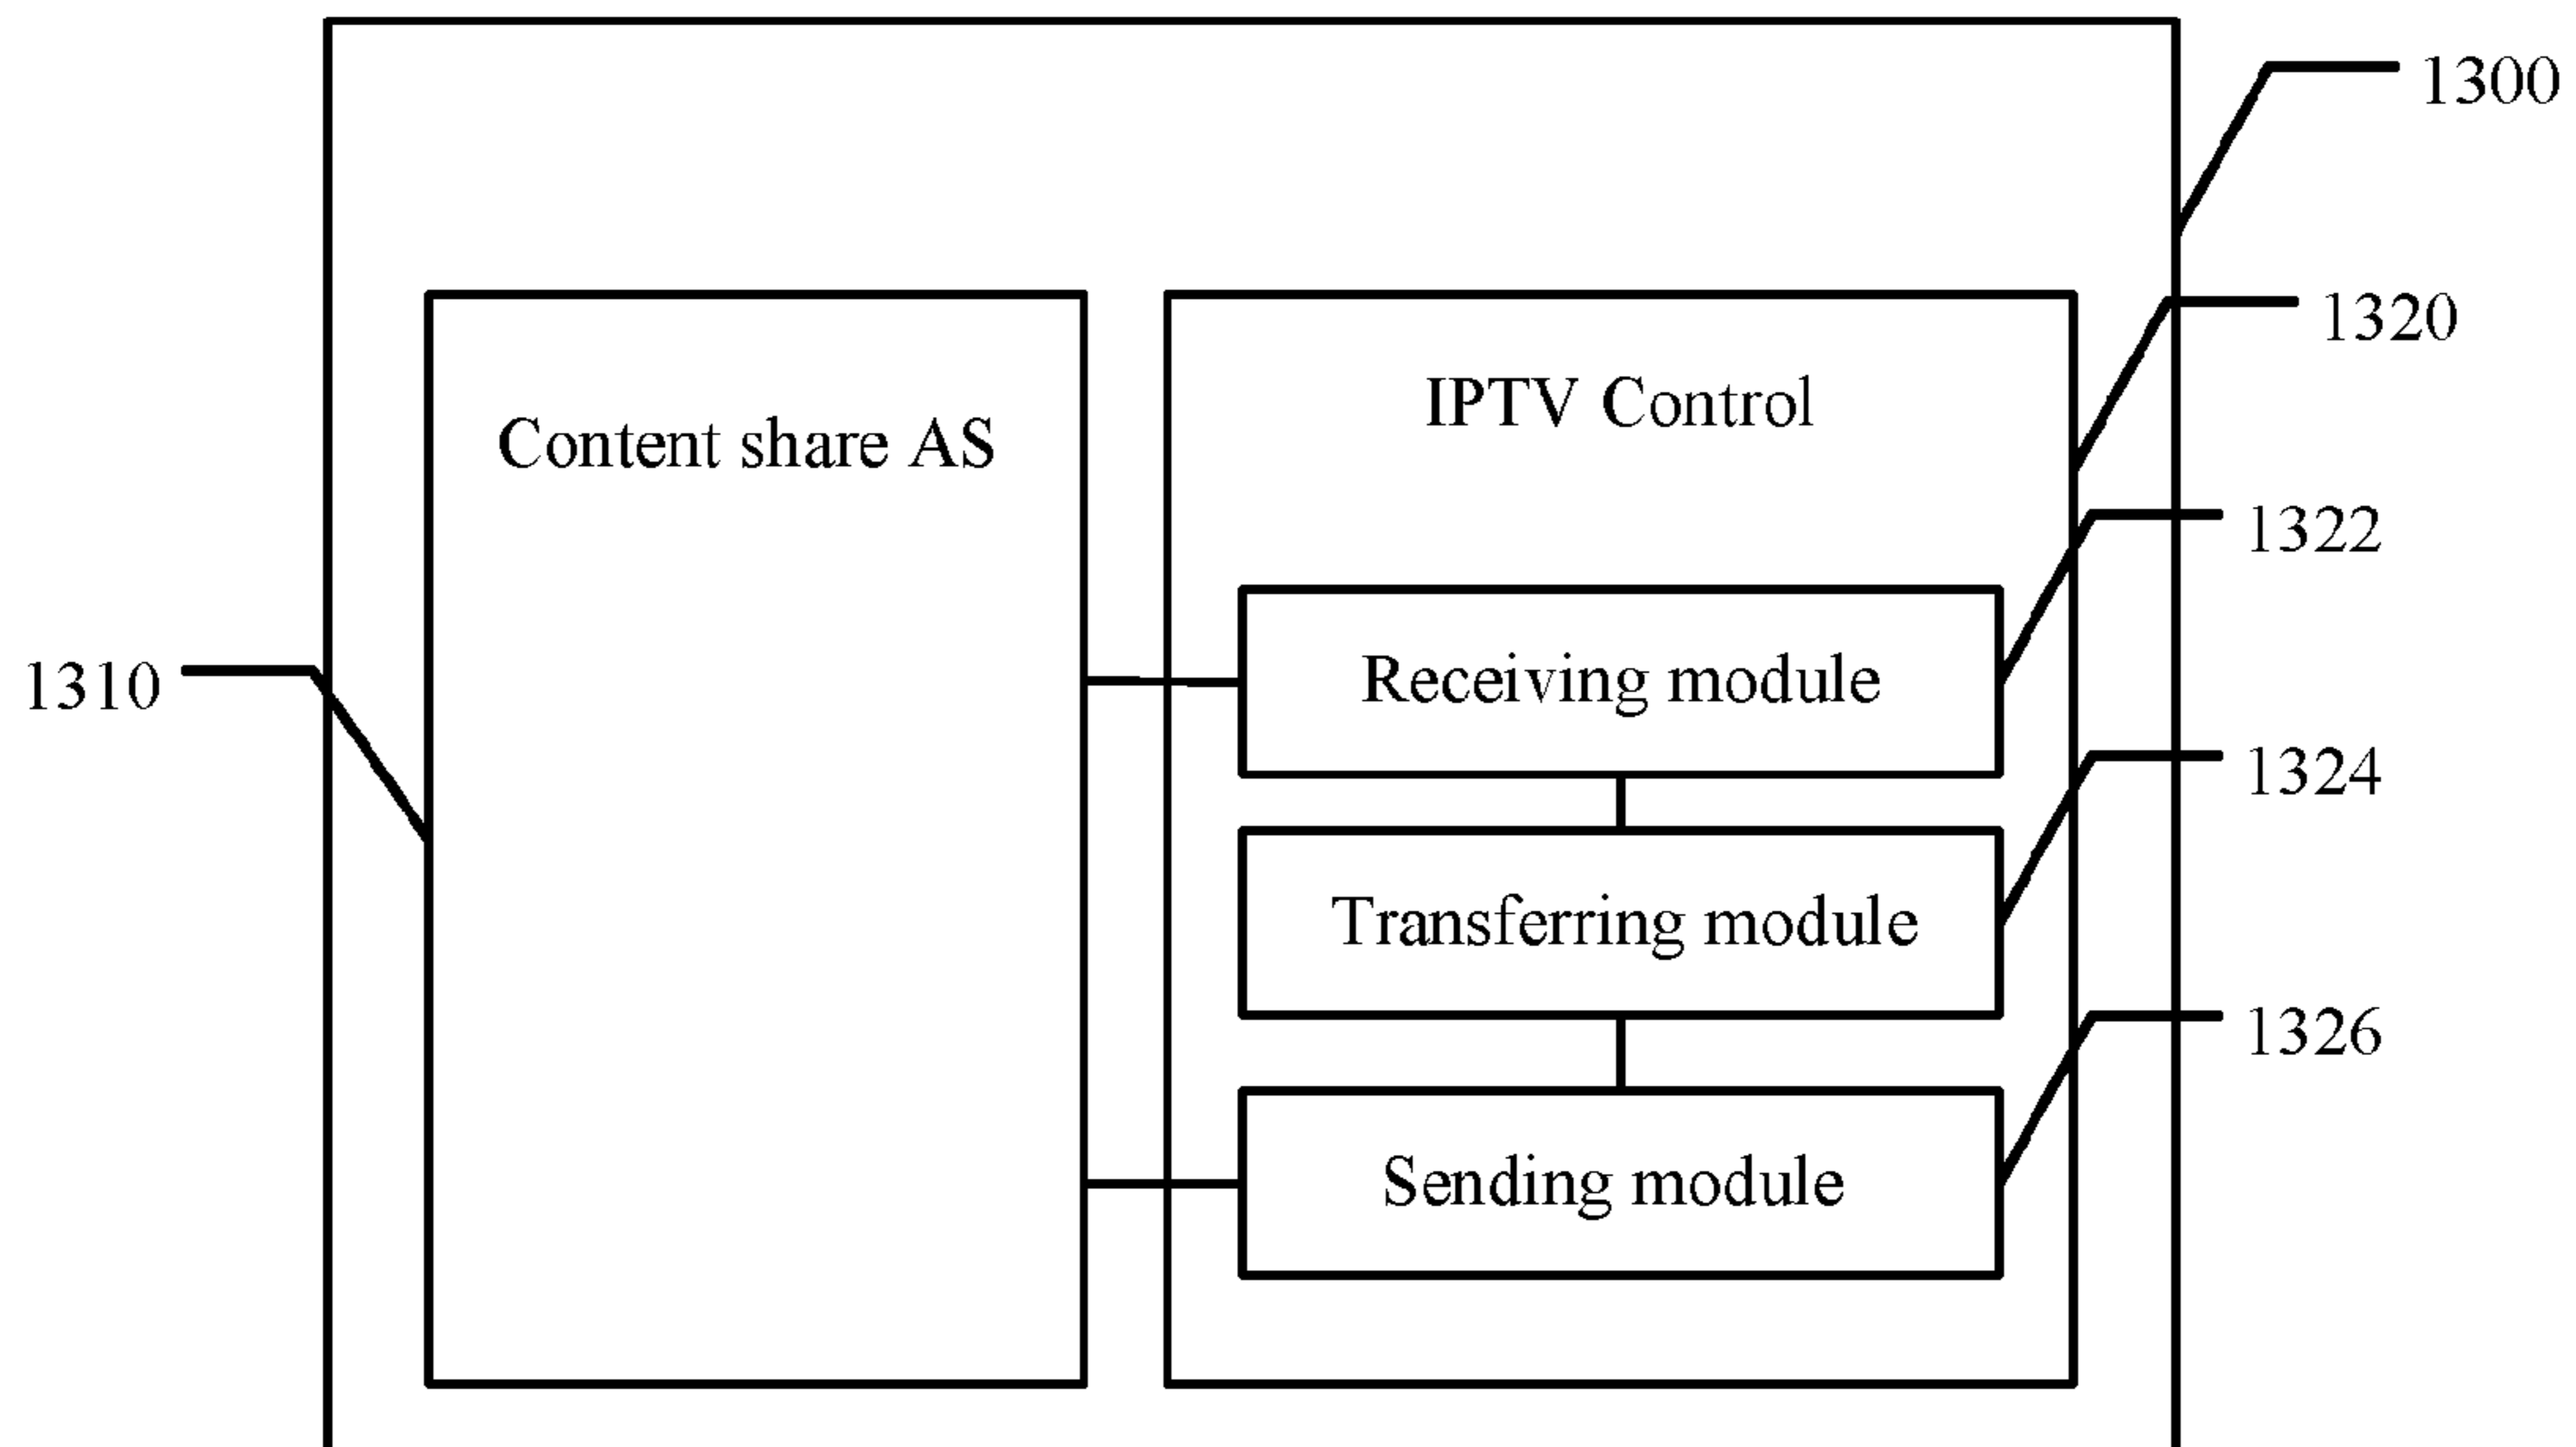 1300
1320
IPTV Control
Content share AS
1322
1310
Receiving module
1324
Transferring module
1326
Sending module